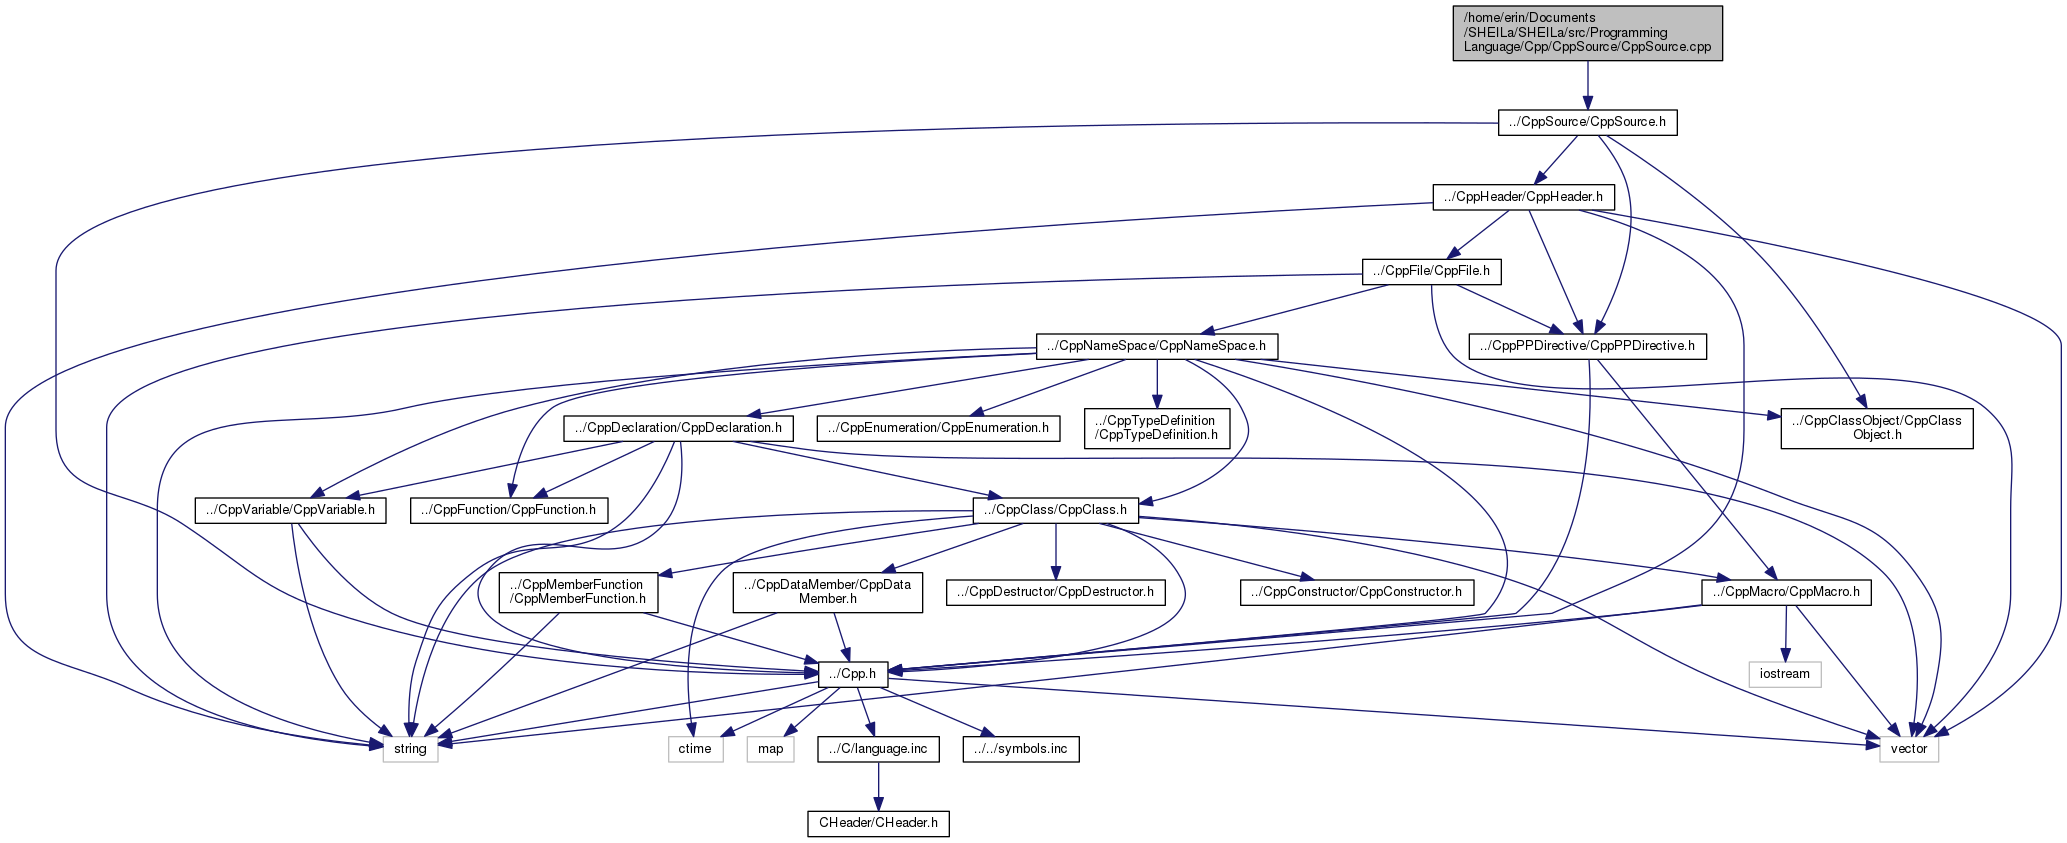 /home/erin/Documents
/SHEILa/SHEILa/src/Programming
Language/Cpp/CppSource/CppSource.cpp
../CppSource/CppSource.h
../CppHeader/CppHeader.h
../CppFile/CppFile.h
../CppNameSpace/CppNameSpace.h
../CppPPDirective/CppPPDirective.h
../CppDeclaration/CppDeclaration.h
../CppEnumeration/CppEnumeration.h
../CppTypeDefinition
/CppTypeDefinition.h
../CppClassObject/CppClass
Object.h
../CppVariable/CppVariable.h
../CppFunction/CppFunction.h
../CppClass/CppClass.h
../CppMemberFunction
/CppMemberFunction.h
../CppDataMember/CppData
Member.h
../CppDestructor/CppDestructor.h
../CppConstructor/CppConstructor.h
../CppMacro/CppMacro.h
../Cpp.h
iostream
string
ctime
map
../C/language.inc
../../symbols.inc
vector
CHeader/CHeader.h